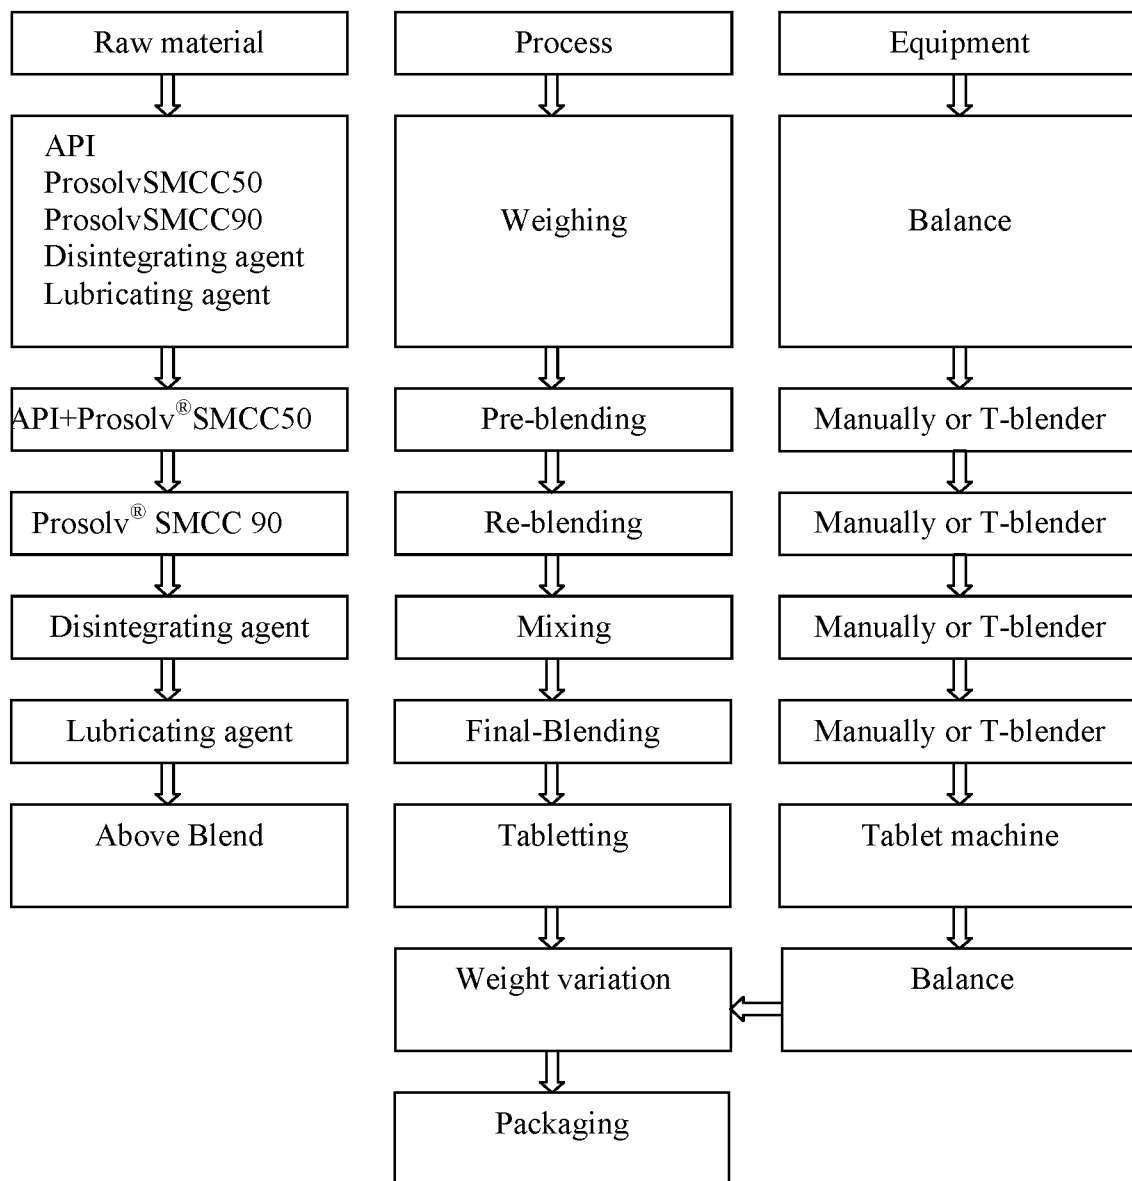 Raw material
Process
Equipment
API
ProsolvSMCC50
ProsolvSMCC90
Disintegrating agent
Lubricating agent
Weighing
Balance
API+Prosolv®SMCC50
Pre-blending
Manually or T-blender
Prosolv® SMCC 90
Re-blending
Manually or T-blender
Disintegrating agent
Mixing
Manually or T-blender
Lubricating agent
Final-Blending
Manually or T-blender
Above Blend
Tabletting
Tablet machine
Weight variation
Balance
Packaging